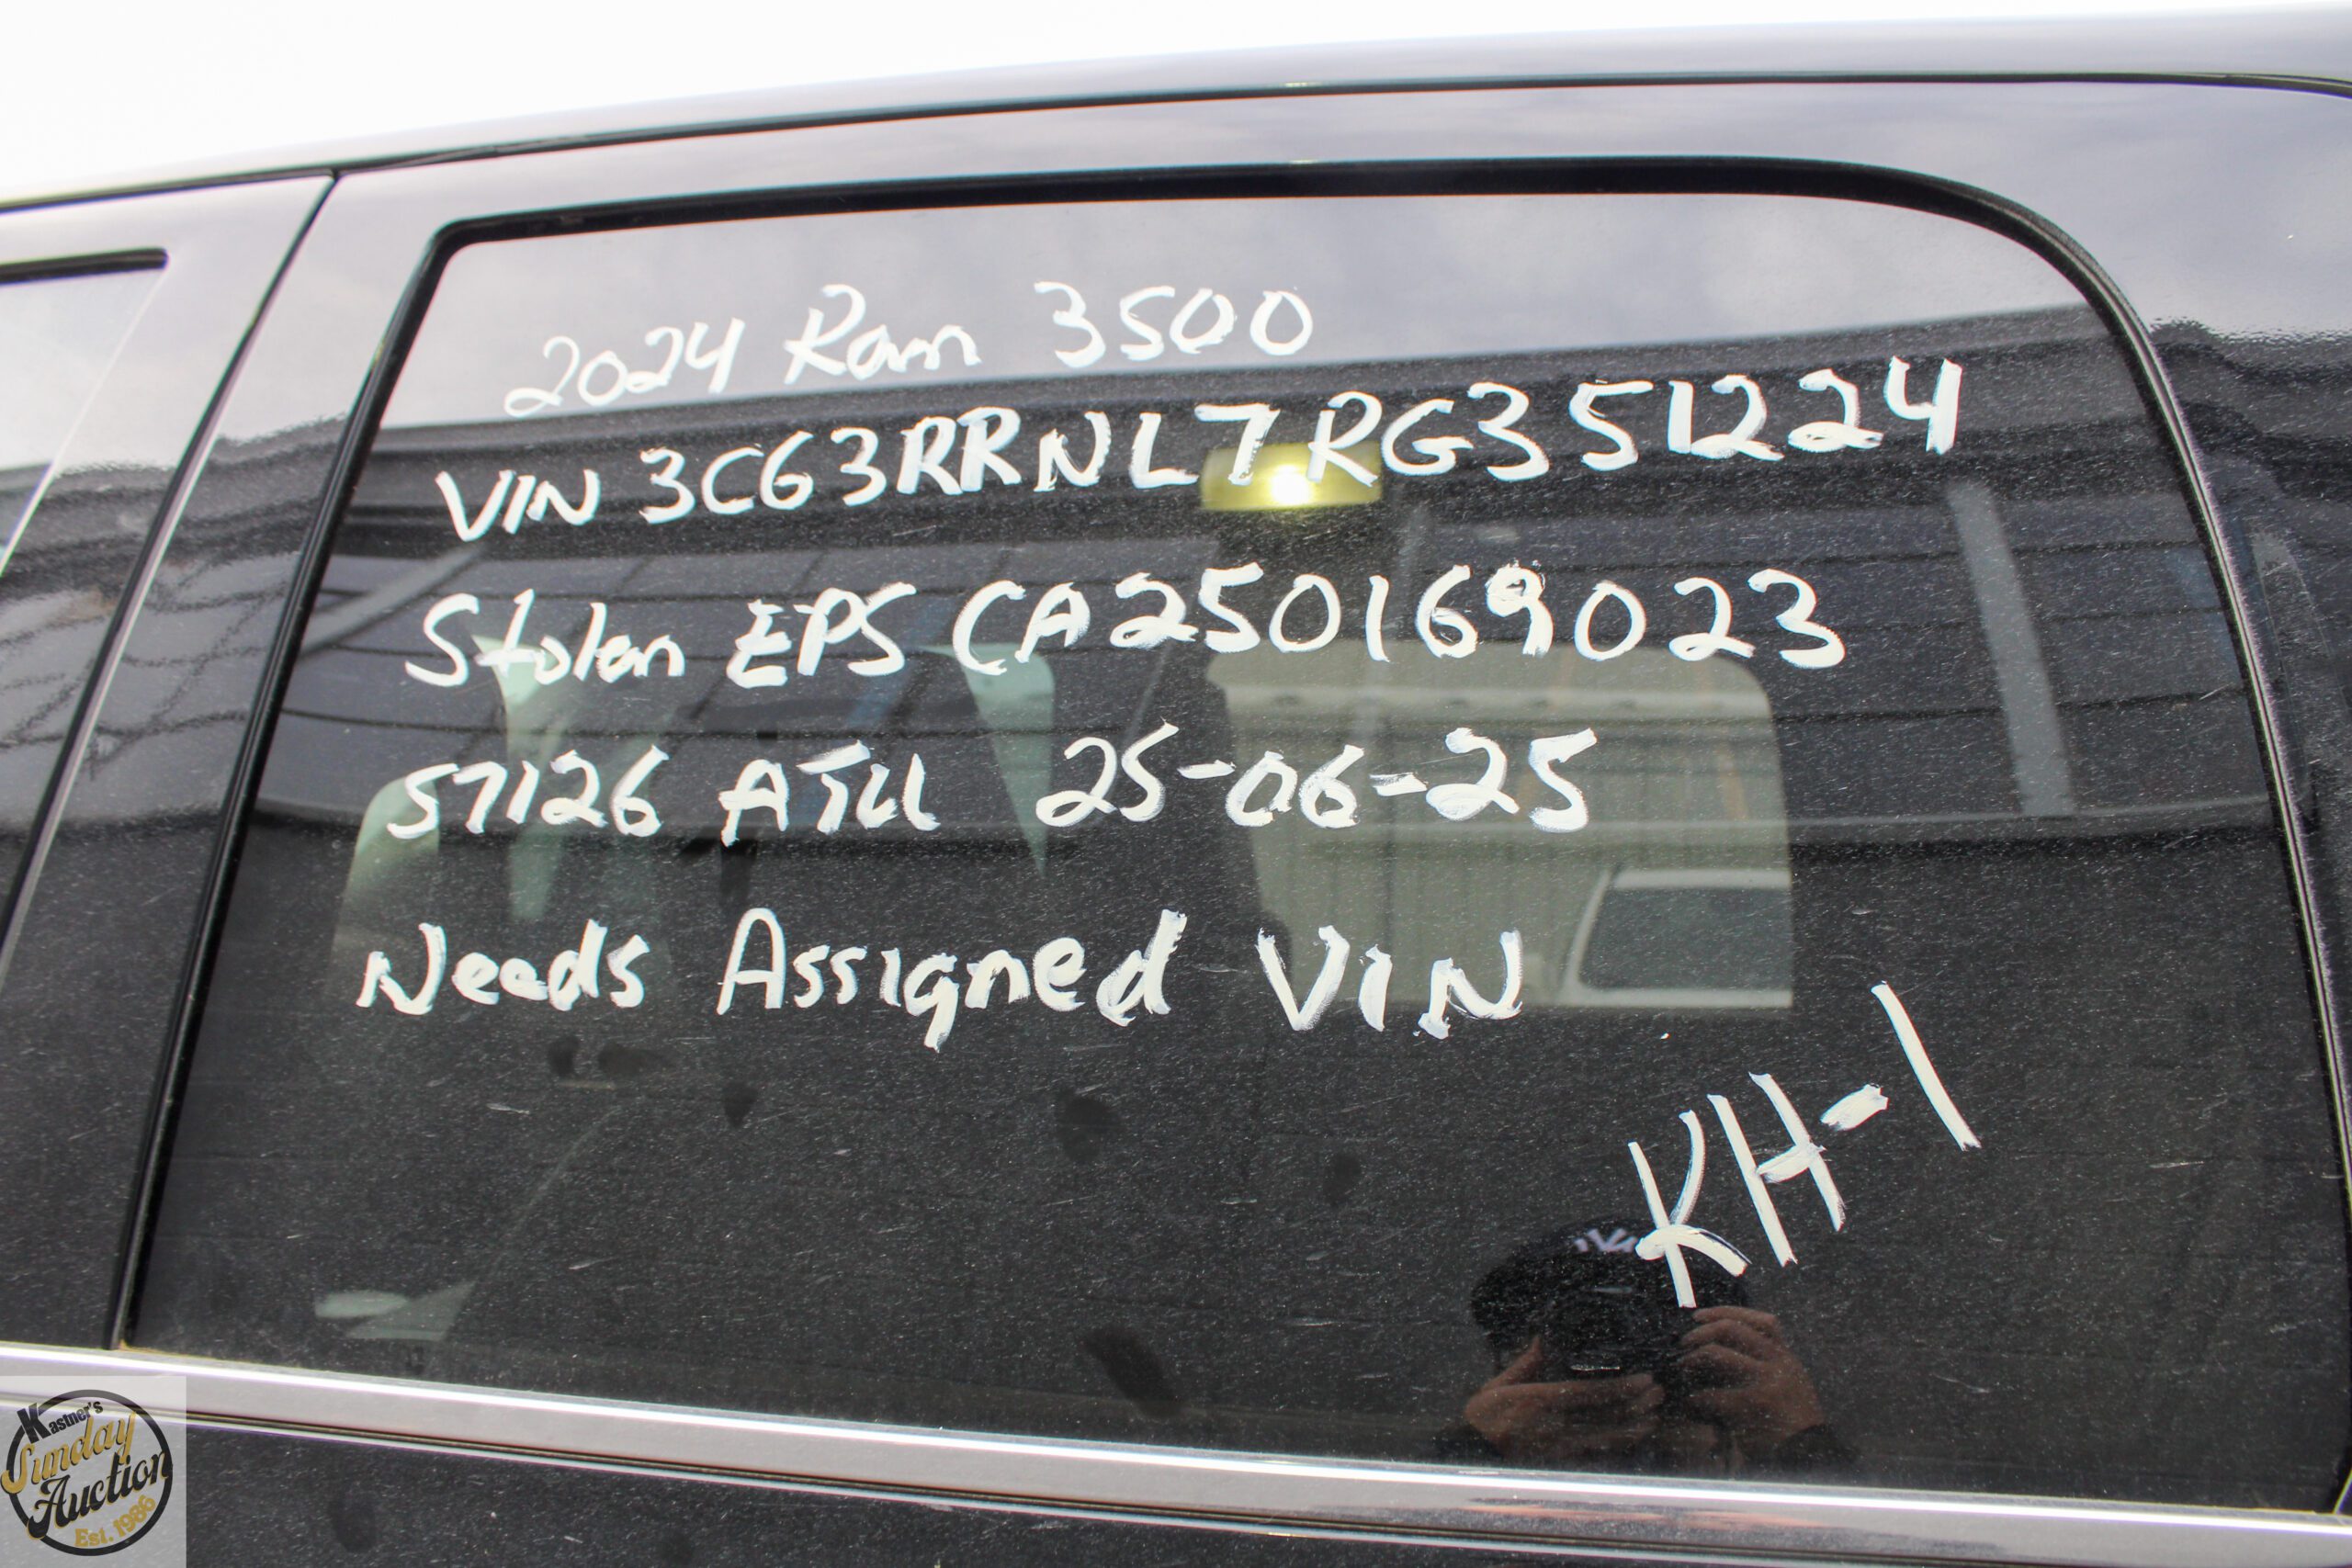 2024 Ram 3500
VIN 3C63RRNL7RG351224
Stolen EPS CA250169023
57126 ATU 25-06-25
Needs Assigned VIN
KH-1
Kastner's
Sunday
Auction
Est. 1986